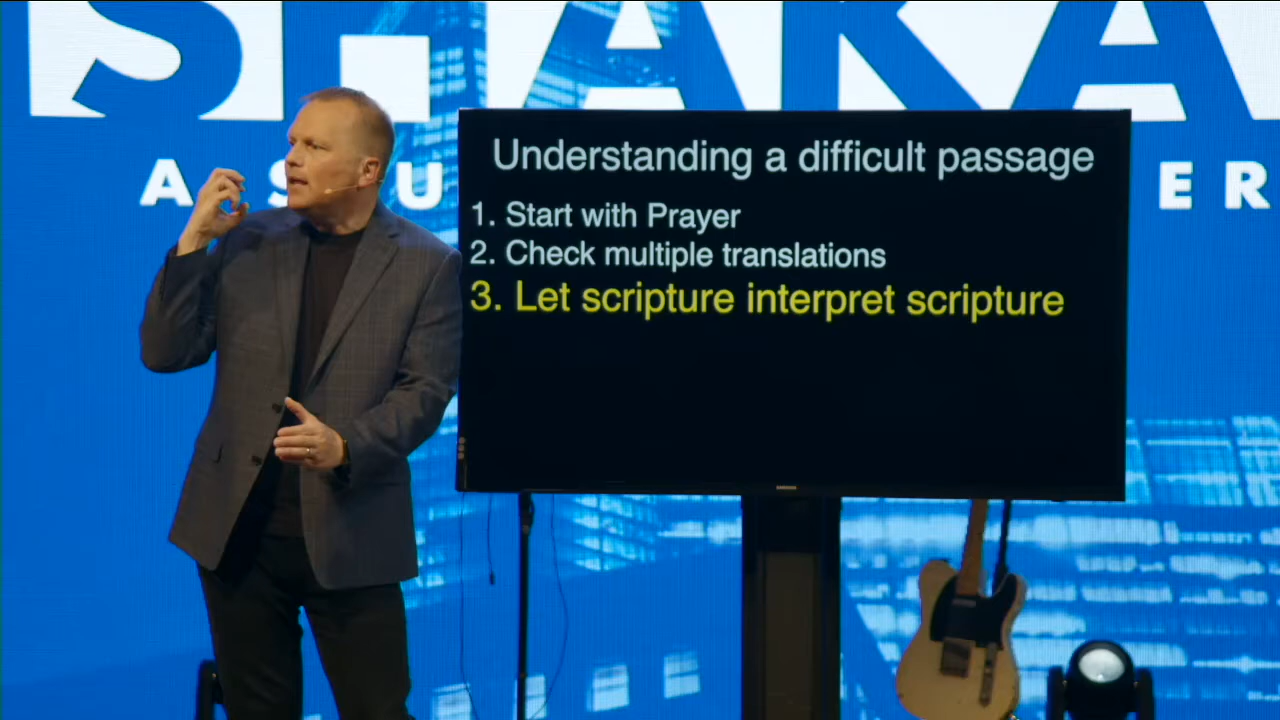 Understanding a difficult passage
1. Start with Prayer
2. Check multiple translations
3. Let scripture interpret scripture